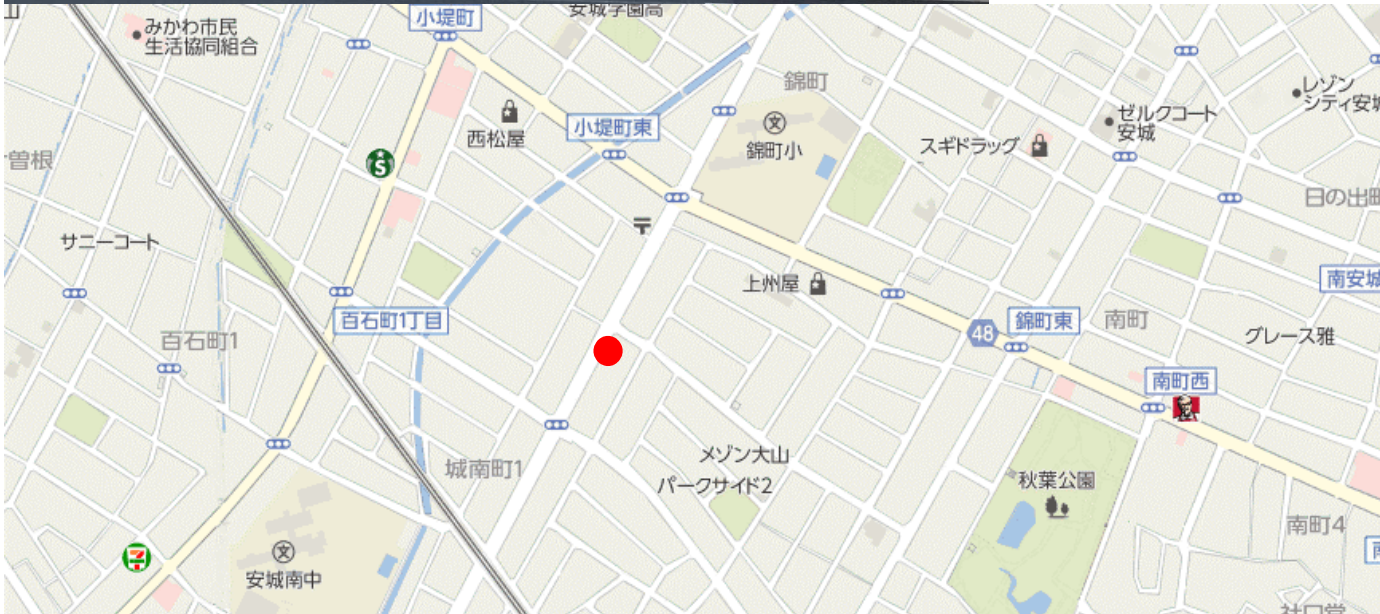 山
みかわ市民
生活協同組合
小堤町
安城学園高
西松屋
小堤町東
錦町
文
錦町小
スギドラッグ
ゼルクコート
安城
レゾン
シティ安城
曽根
S
日の出町
サニーコート
〒
上州屋
南安城
百石町1丁目
百石町1
48
錦町東
南町
グレース雅
南町西
城南町1
メゾン大山
パークサイド2
秋葉公園
南町4
7
文
安城南中